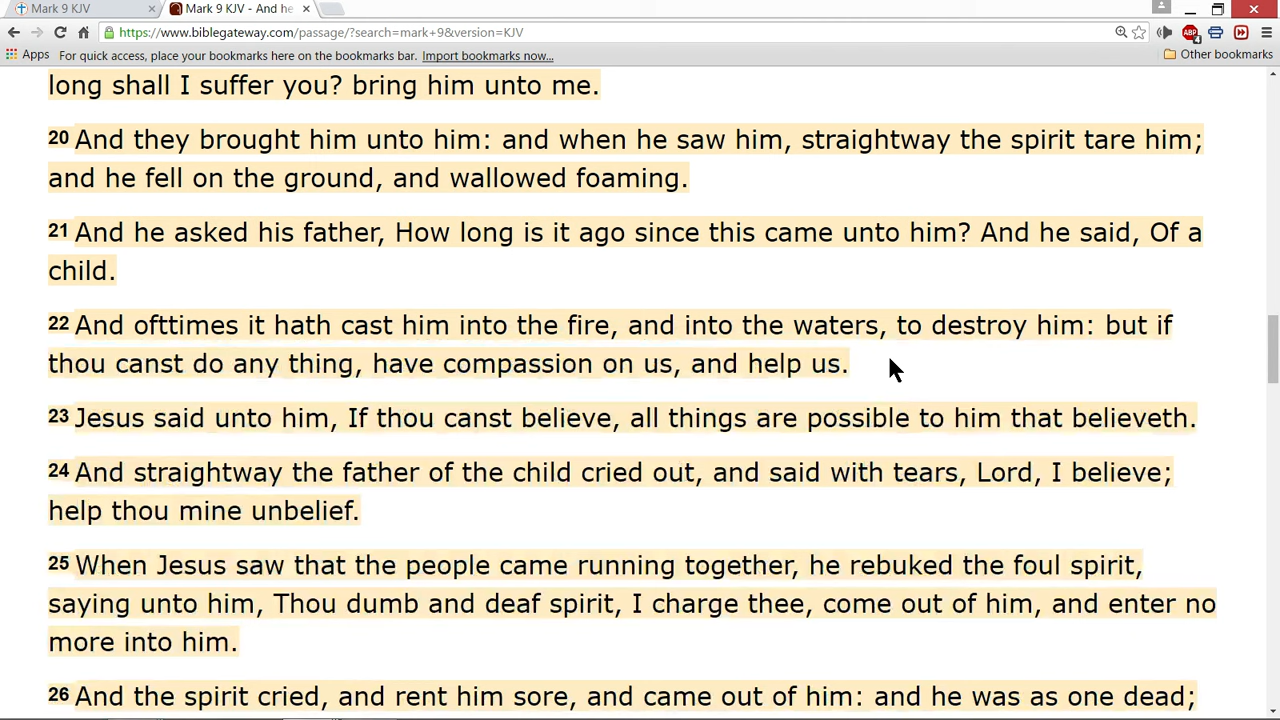 Mark 9 KJV
Mark 9 KJV - And he
https://www.biblegateway.com/passage/?search=mark+9&version=KJV
ABP
4
Apps
For quick access, place your bookmarks here on the bookmarks bar. Import bookmarks now...
Other bookmarks
long shall I suffer you? bring him unto me.
20 And they brought him unto him: and when he saw him, straightway the spirit tare him;
and he fell on the ground, and wallowed foaming.
21 And he asked his father, How long is it ago since this came unto him? And he said, Of a
child.
22 And ofttimes it hath cast him into the fire, and into the waters, to destroy him: but if
thou canst do any thing, have compassion on us, and help us.
23 Jesus said unto him, If thou canst believe, all things are possible to him that believeth.
24 And straightway the father of the child cried out, and said with tears, Lord, I believe;
help thou mine unbelief.
25 When Jesus saw that the people came running together, he rebuked the foul spirit,
saying unto him, Thou dumb and deaf spirit, I charge thee, come out of him, and enter no
more into him.
26 And the spirit cried, and rent him sore, and came out of him: and he was as one dead;